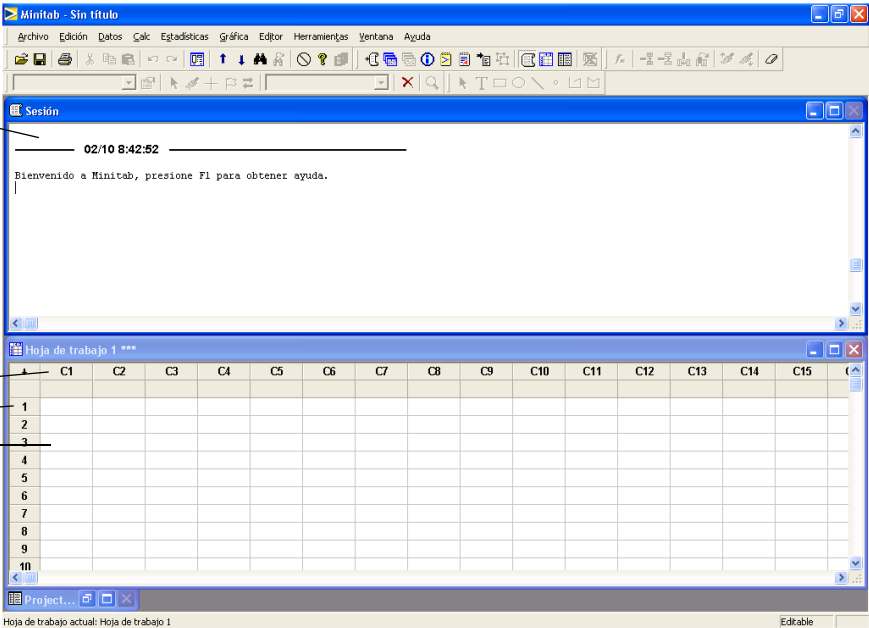 Minitab - Sin título
Archivo Edición Datos Calc Estadísticas Gráfica Editor Herramientas Ventana Ayuda
Sesión
02/10 8:42:52
Bienvenido a Minitab, presione F1 para obtener ayuda.
Hoja de trabajo 1 ***
C1 C2 C3 C4 C5 C6 C7 C8 C9 C10 C11 C12 C13 C14 C15
1
2
3
4
5
6
7
8
9
10
Project...
Hoja de trabajo actual: Hoja de trabajo 1
Editable